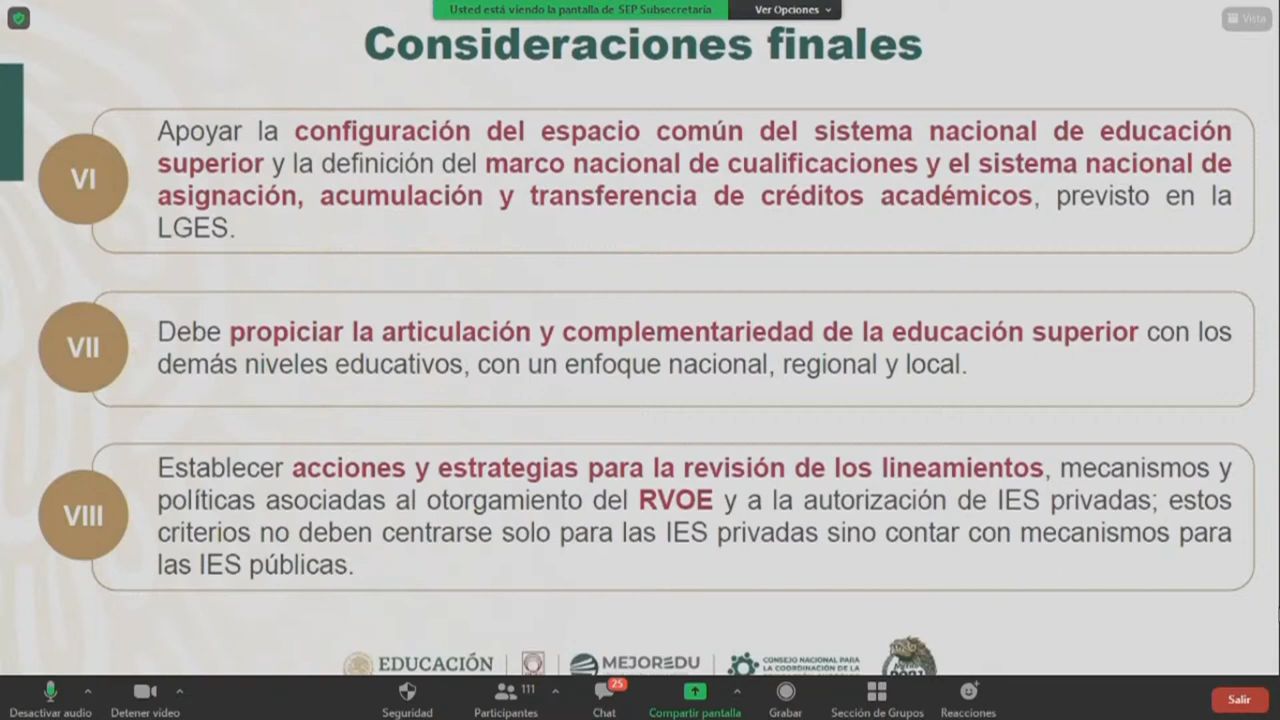 Usted está viendo la pantalla de SEP Subsecretaría
Ver Opciones
Vista
Consideraciones finales
VI
Apoyar la configuración del espacio común del sistema nacional de educación
superior y la definición del marco nacional de cualificaciones y el sistema nacional de
asignación, acumulación y transferencia de créditos académicos, previsto en la
LGES.
VII
Debe propiciar la articulación y complementariedad de la educación superior con los
demás niveles educativos, con un enfoque nacional, regional y local.
VIII
Establecer acciones y estrategias para la revisión de los lineamientos, mecanismos y
políticas asociadas al otorgamiento del RVOE y a la autorización de IES privadas; estos
criterios no deben centrarse solo para las IES privadas sino contar con mecanismos para
las IES públicas.
EDUCACIÓN
MEJOREDU
CONSEJO NACIONAL PARA
LA COORDINACIÓN DE LA
Desactivar audio
Detener video
Seguridad
111
Participantes
25
Chat
Compartir pantalla
Grabar
Sección de Grupos
Reacciones
Salir